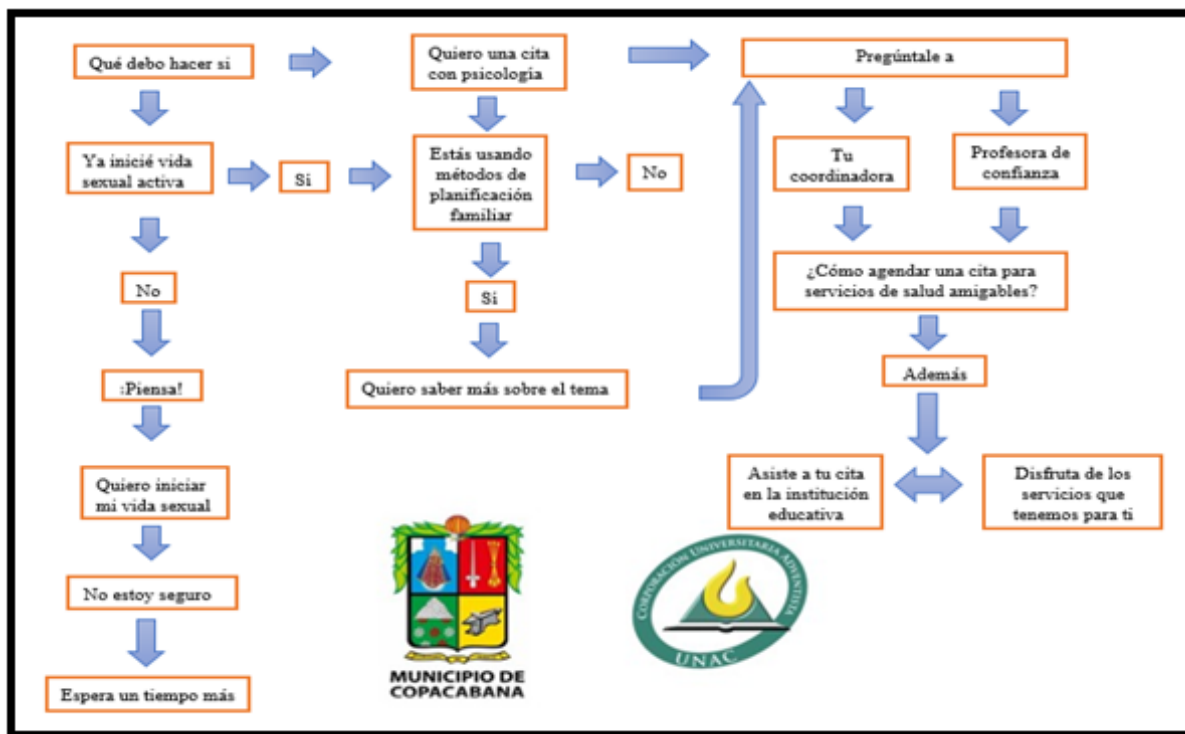 Qué debo hacer si
Quiero una cita
con psicología
Pregúntale a
Ya inicié vida
sexual activa
Si
Estás usando
métodos de
planificación
familiar
No
Tu
coordinadora
Profesora de
confianza
No
Si
¿Cómo agendar una cita para
servicios de salud amigables?
¡Piensa!
Quiero saber más sobre el tema
Además
Quiero iniciar
mi vida sexual
Asiste a tu cita
en la institución
educativa
Disfruta de los
servicios que
tenemos para ti
No estoy seguro
Espera un tiempo más
MUNICIPIO DE
COPACABANA
CORPORACIÓN UNIVERSITARIA ADVENTISTA
UNAC